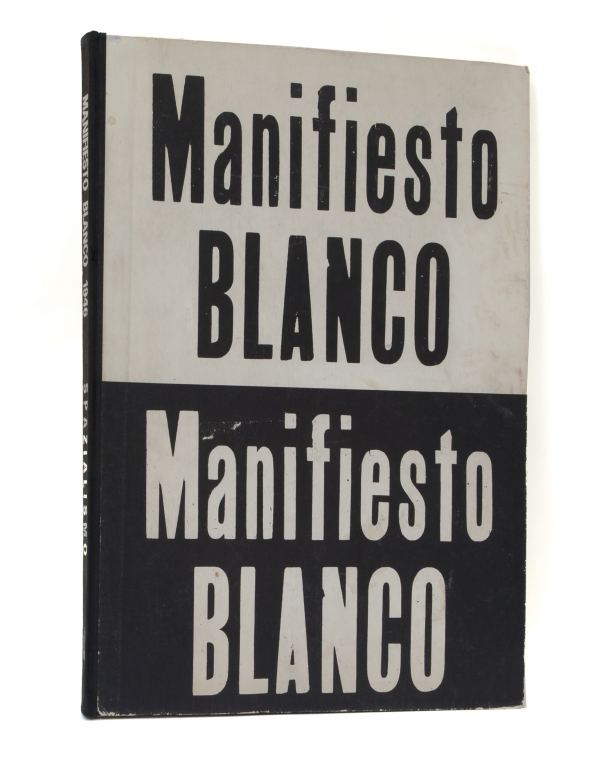 Manifiesto
BLANCO
Manifiesto
BLANCO
MANIFIESTO BLANCO 1946 SPAZIALISMO